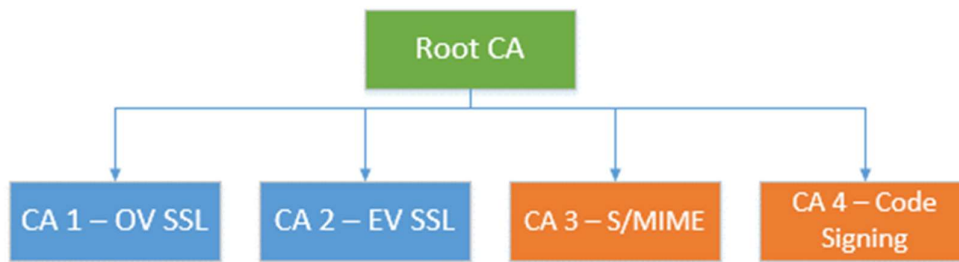 Root CA
CA 1 – OV SSL
CA 2 – EV SSL
CA 3 – S/MIME
CA 4 – Code
Signing